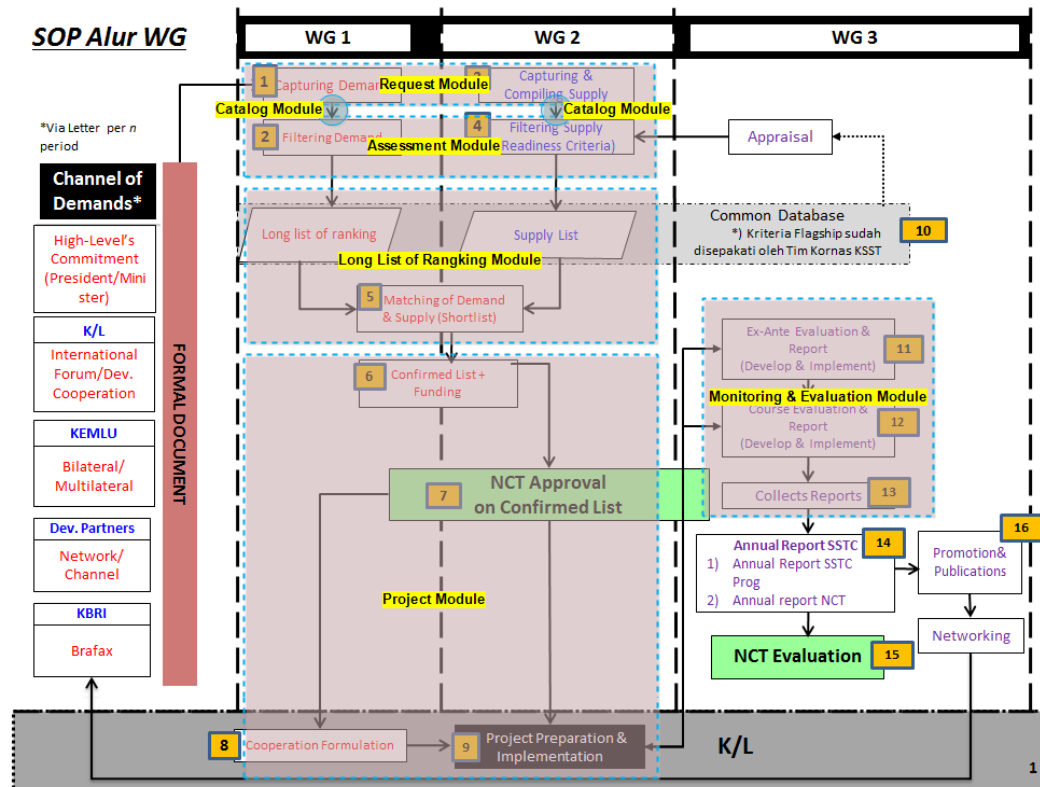 SOP Alur WG
WG 1
WG 2
WG 3
1
Capturing Demand
Request Module
3
Capturing &
Compiling Supply
Catalog Module
Catalog Module
2
Filtering Demand
Assessment Module
4
Filtering Supply
Readiness Criteria)
Appraisal
*Via Letter per n
period
Channel of
Demands*
High-Level's
Commitment
(President/Mini
ster)
K/L
International
Forum/Dev.
Cooperation
KEMLU
Bilateral/
Multilateral
Dev. Partners
Network/
Channel
KBRI
Brafax
FORMAL DOCUMENT
Long list of ranking
Supply List
Long List of Rangking Module
Common Database
*) Kriteria Flagship sudah
disepakati oleh Tim Kornas KSST
10
5
Matching of Demand
& Supply (Shortlist)
6
Confirmed List +
Funding
7
NCT Approval
on Confirmed List
Project Module
8
Cooperation Formulation
9
Project Preparation &
Implementation
Ex-Ante Evaluation &
Report
(Develop & Implement)
11
Monitoring & Evaluation Module
Course Evaluation &
Report
(Develop & Implement)
12
Collects Reports
13
Annual Report SSTC
14
1) Annual Report SSTC
Prog
2) Annual report NCT
16
Promotion&
Publications
Networking
NCT Evaluation
15
K/L
1